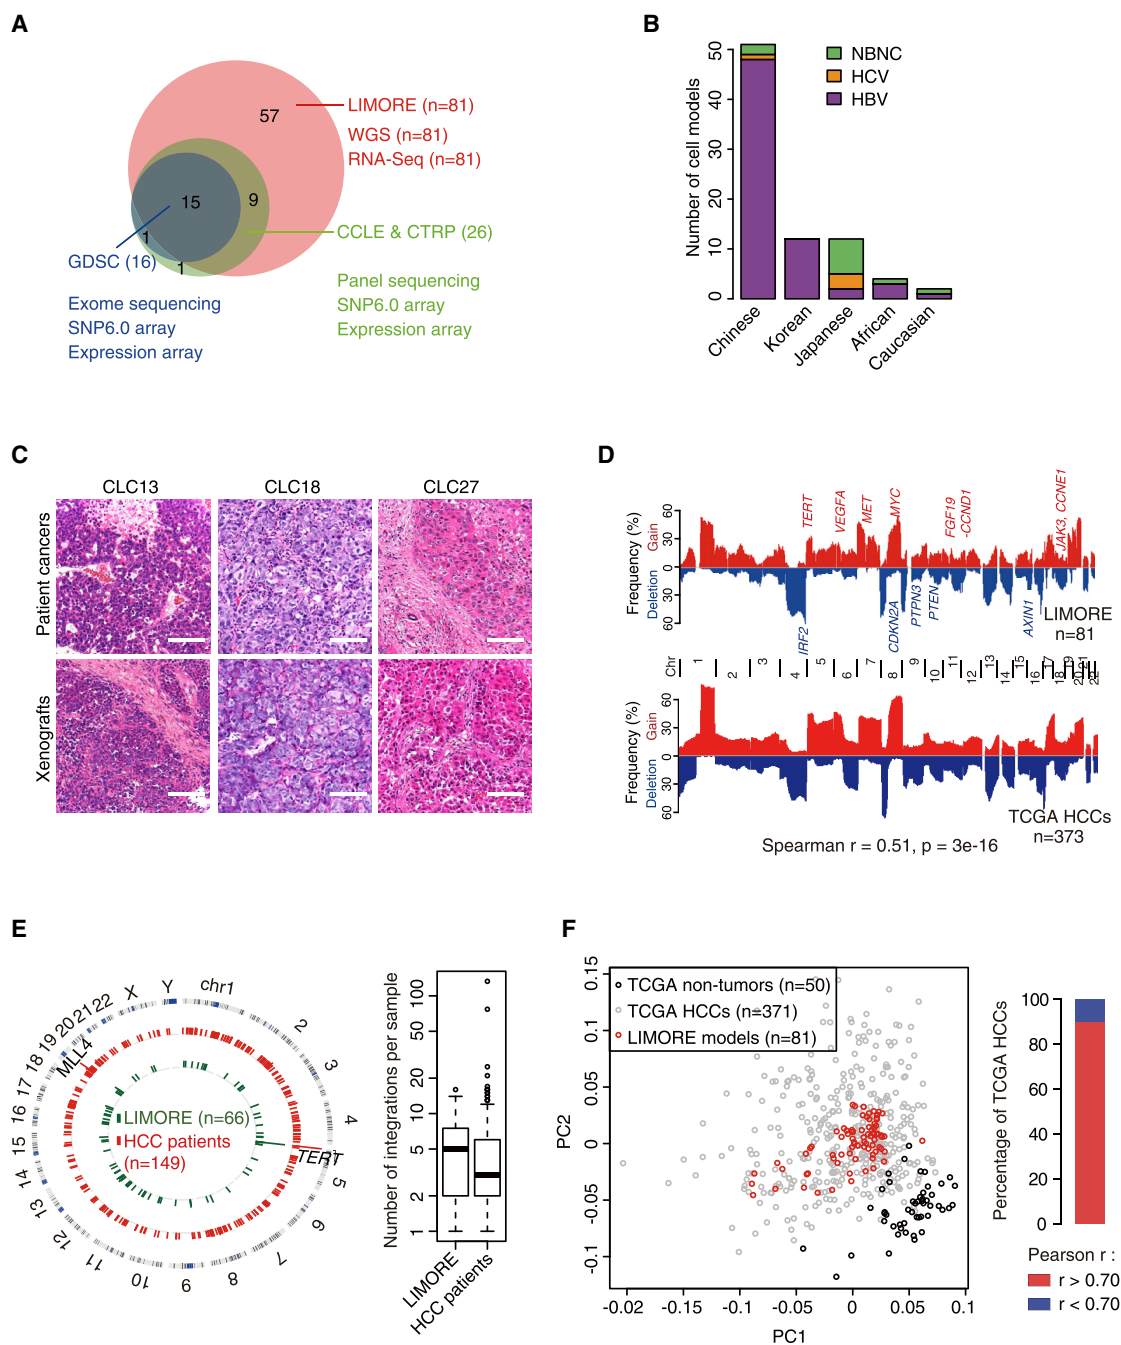 A
57
LIMORE (n=81)
WGS (n=81)
RNA-Seq (n=81)
15
9
1
1
CCLE & CTRP (26)
GDSC (16)
Panel sequencing
SNP6.0 array
Expression array
Exome sequencing
SNP6.0 array
Expression array
B
Number of cell models
50
40
30
20
10
0
NBNC
HCV
HBV
Chinese
Korean
Japanese
African
Caucasian
C
CLC13
CLC18
CLC27
Patient cancers
Xenografts
D
Frequency (%)
Gain
Deletion
60
30
0
30
60
TERT
VEGFA
MET
MYC
FGF19
-CCND1
JAK3, CCNE1
IRF2
CDKN2A
PTPN3
PTEN
AXIN1
LIMORE
n=81
Chr
1
2
3
4
5
6
7
8
9
10
11
12
13
14
15
16
17
18
19
20
21
22
Frequency (%)
Gain
Deletion
60
30
0
30
60
TCGA HCCs
n=373
Spearman r = 0.51, p = 3e-16
E
chr1
2
3
4
5
6
7
8
9
10
11
12
13
14
15
16
17
18
19
20
21
22
X
Y
MLL4
TERT
LIMORE (n=66)
HCC patients
(n=149)
Number of integrations per sample
100
50
20
10
5
2
1
LIMORE
HCC patients
F
TCGA non-tumors (n=50)
TCGA HCCs (n=371)
LIMORE models (n=81)
PC2
0.15
0.1
0.05
0
-0.05
-0.1
-0.02
-0.15
-0.1
-0.05
0
0.05
0.1
PC1
Percentage of TCGA HCCs
100
80
60
40
20
0
Pearson r :
r > 0.70
r < 0.70